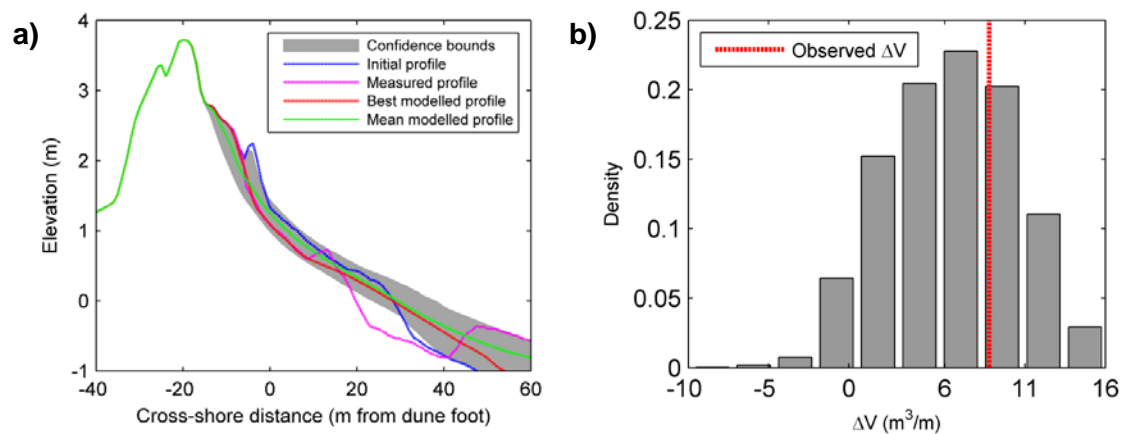 a)
Elevation (m)
4
3
2
1
0
-1
-40
-20
0
20
40
60
Cross-shore distance (m from dune foot)
Confidence bounds
Initial profile
Measured profile
Best modelled profile
Mean modelled profile
b)
Density
0.25
0.2
0.15
0.1
0.05
0
-10
-5
0
6
11
16
ΔV (m³/m)
Observed ΔV